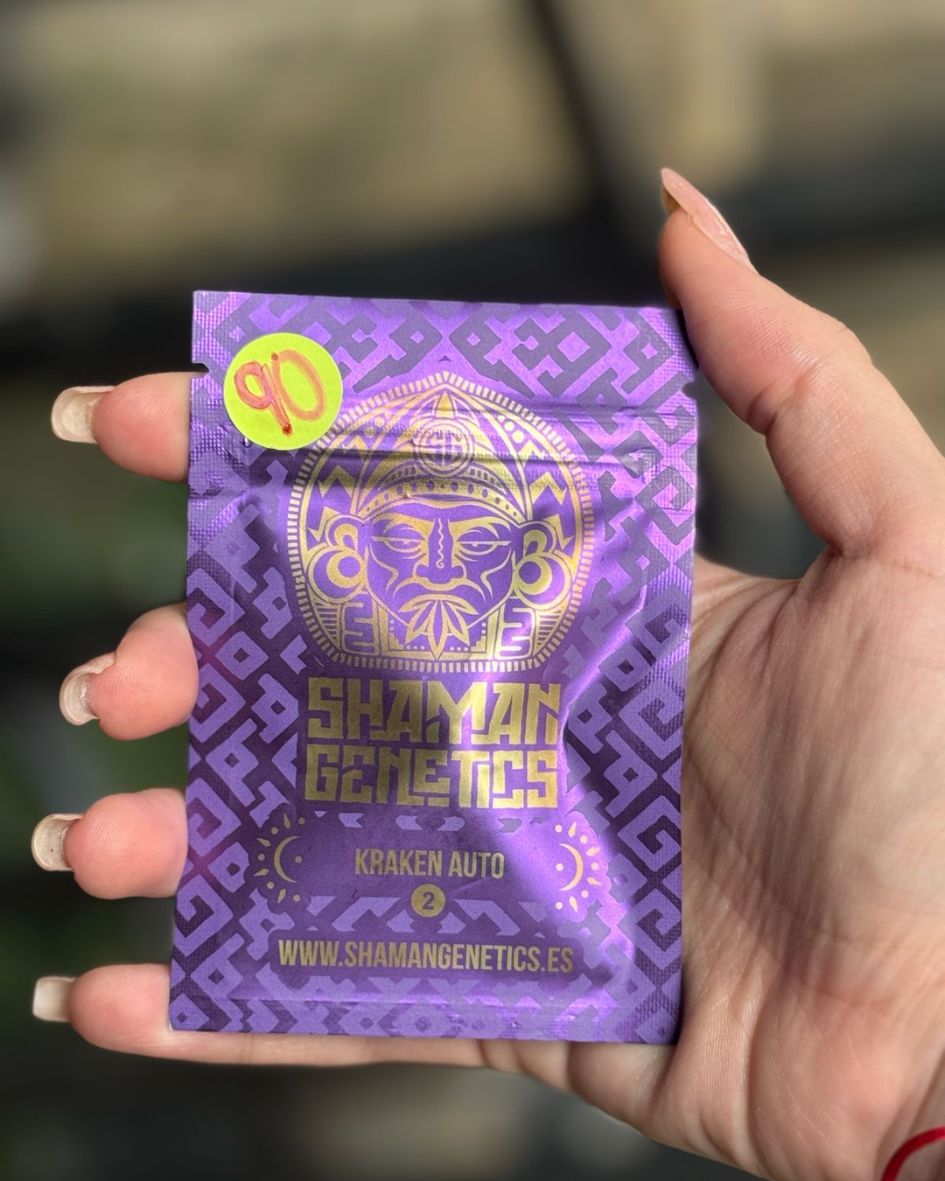 90
SHAMAN
GENETICS
KRAKEN AUTO
2
WWW.SHAMANGENETICS.ES